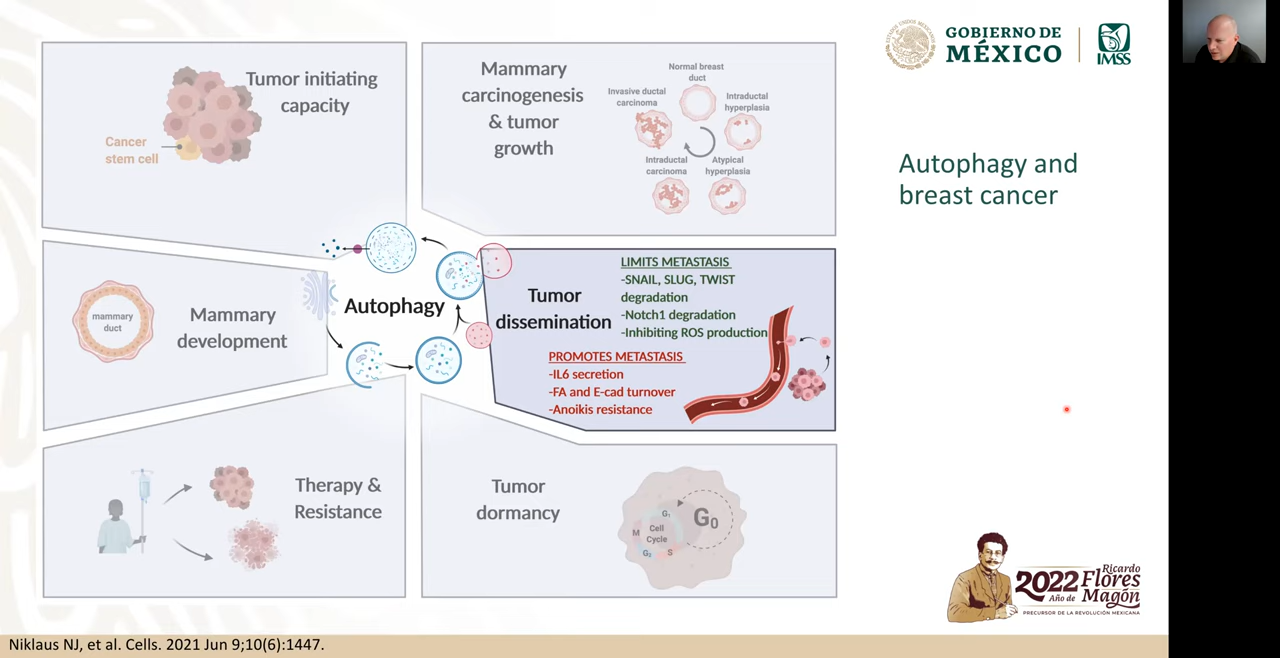 GOBIERNO DE
MÉXICO
IMSS
Autophagy and
breast cancer
Tumor initiating
capacity
Cancer
stem cell
Mammary
carcinogenesis
& tumor
growth
Normal breast
duct
Invasive ductal
carcinoma
Intraductal
hyperplasia
Intraductal
carcinoma
Atypical
hyperplasia
mammary
duct
Mammary
development
Autophagy
Tumor
dissemination
LIMITS METASTASIS
-SNAIL, SLUG, TWIST
degradation
-Notch1 degradation
-Inhibiting ROS production
PROMOTES METASTASIS
-IL6 secretion
-FA and E-cad turnover
-Anoikis resistance
Therapy &
Resistance
Tumor
dormancy
G₁
M
Cell
Cycle
G₂
S
G₀
2022
Año de
Ricardo
Flores
Magón
PRECURSOR DE LA REVOLUCIÓN MEXICANA
Niklaus NJ, et al. Cells. 2021 Jun 9;10(6):1447.